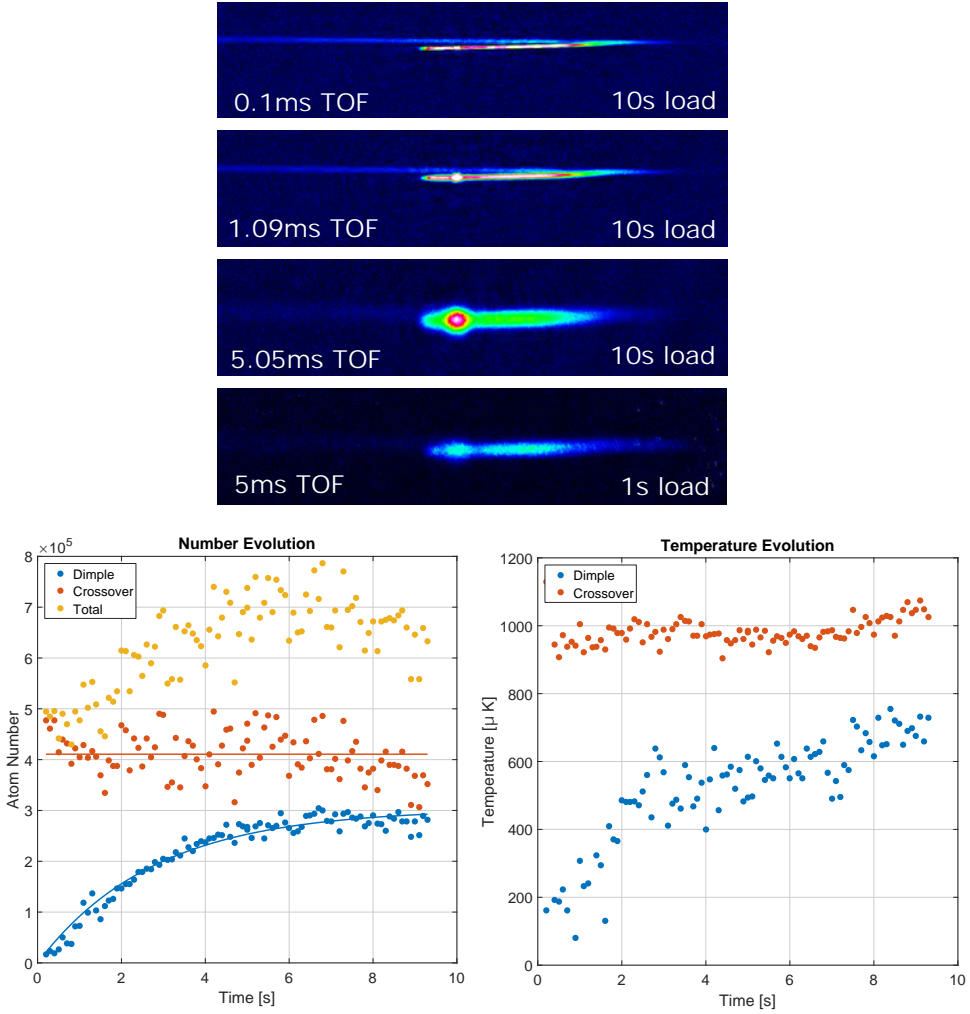 0.1ms TOF 10s load
1.09ms TOF 10s load
5.05ms TOF 10s load
5ms TOF 1s load
Number Evolution
×10^5
Dimple
Crossover
Total
8
7
6
5
4
3
2
1
0
Atom Number
0 2 4 6 8 10
Time [s]
Temperature Evolution
Dimple
Crossover
1200
1000
800
600
400
200
0
Temperature [μ K]
0 2 4 6 8 10
Time [s]